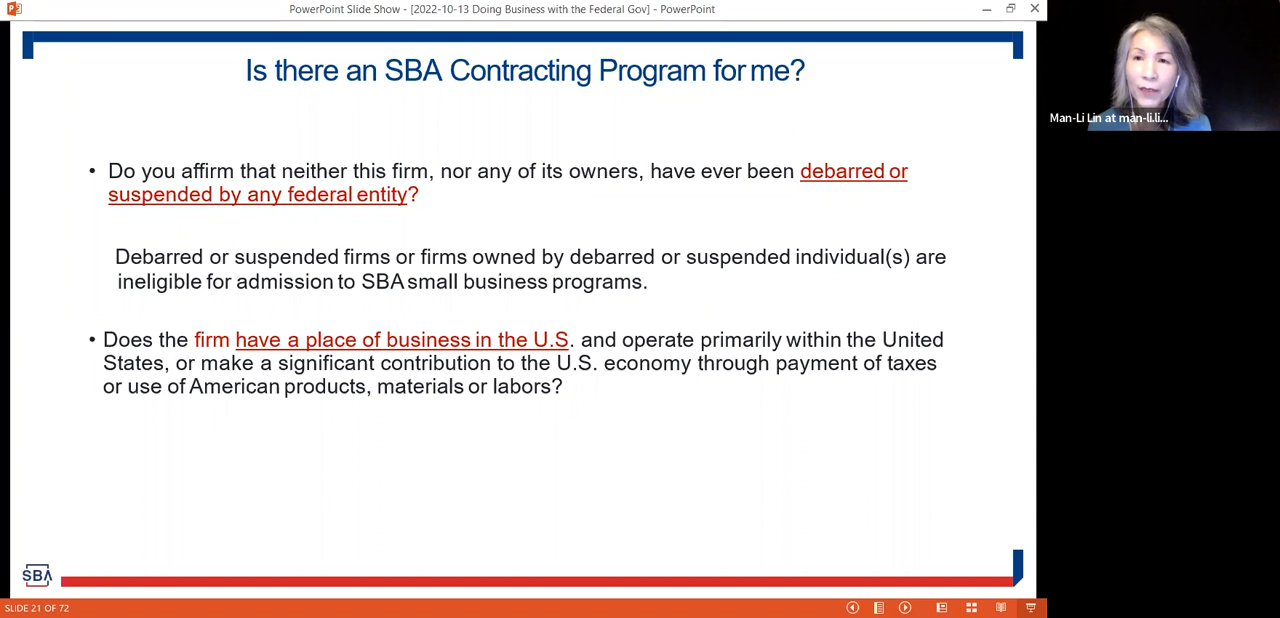 PowerPoint Slide Show - [2022-10-13 Doing Business with the Federal Gov] - PowerPoint
Is there an SBA Contracting Program for me?
Man-Li Lin at man-li.li...
• Do you affirm that neither this firm, nor any of its owners, have ever been debarred or
suspended by any federal entity?
Debarred or suspended firms or firms owned by debarred or suspended individual(s) are
ineligible for admission to SBA small business programs.
• Does the firm have a place of business in the U.S. and operate primarily within the United
States, or make a significant contribution to the U.S. economy through payment of taxes
or use of American products, materials or labors?
SBA
SLIDE 21 OF 72